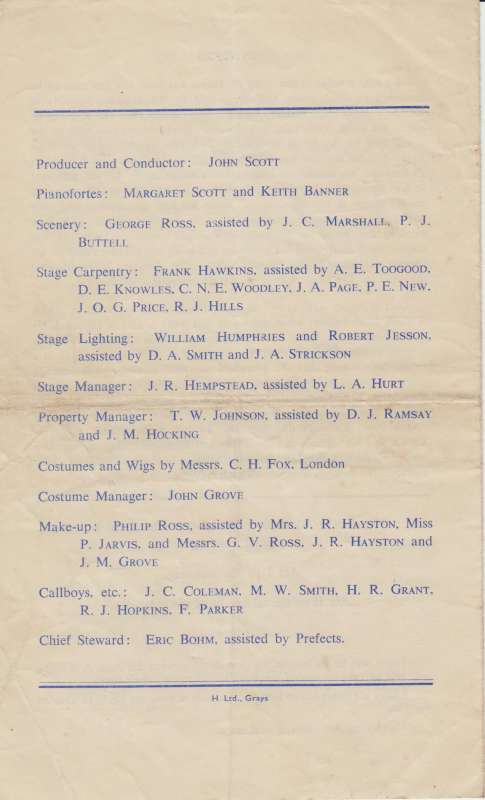 Producer and Conductor: JOHN SCOTT
Pianofortes: MARGARET SCOTT and KEITH BANNER
Scenery: GEORGE ROSS, assisted by J. C. MARSHALL, P. J.
BUTTELL
Stage Carpentry: FRANK HAWKINS, assisted by A. E. TOOGOOD,
D. E. KNOWLES, C. N. E. WOODLEY, J. A. PAGE, P. E. NEW,
J. O. G. PRICE, R. J. HILLS
Stage Lighting: WILLIAM HUMPHRIES and ROBERT JESSON,
assisted by D. A. SMITH and J. A. STRICKSON
Stage Manager: J. R. HEMPSTEAD, assisted by L. A. HURT
Property Manager: T. W. JOHNSON, assisted by D. J. RAMSAY
and J. M. HOCKING
Costumes and Wigs by Messrs. C. H. FOX, London
Costume Manager: JOHN GROVE
Make-up: PHILIP ROSS, assisted by Mrs. J. R. HAYSTON, Miss
P. JARVIS, and Messrs. G. V. ROSS, J. R. HAYSTON and
J. M. GROVE
Callboys, etc.: J. C. COLEMAN, M. W. SMITH, H. R. GRANT,
R. J. HOPKINS, F. PARKER
Chief Steward: ERIC BOHM, assisted by Prefects.
H. Ltd., Grays